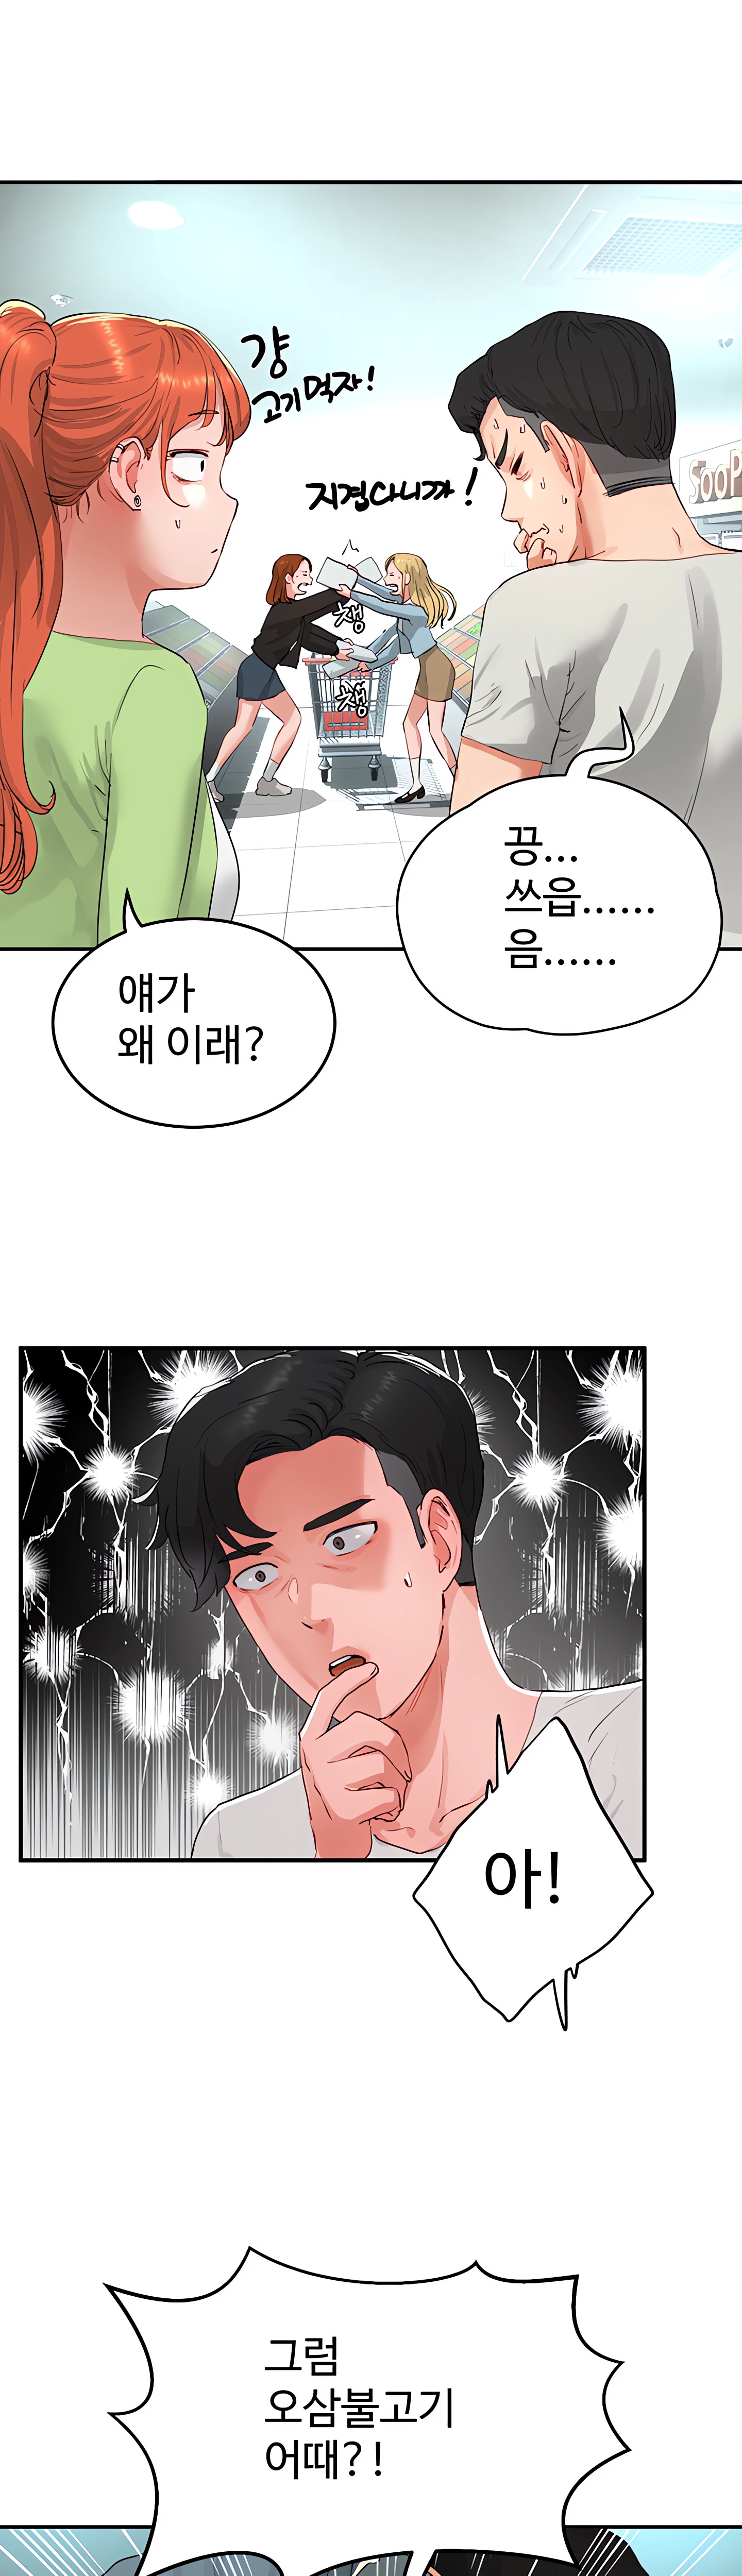 걍
고기 먹자!
지겹다니까!
SooP
챙
챙
끙...
쓰읍......
음......
얘가
왜 이래?
아!
그럼
오삼불고기
어때?!